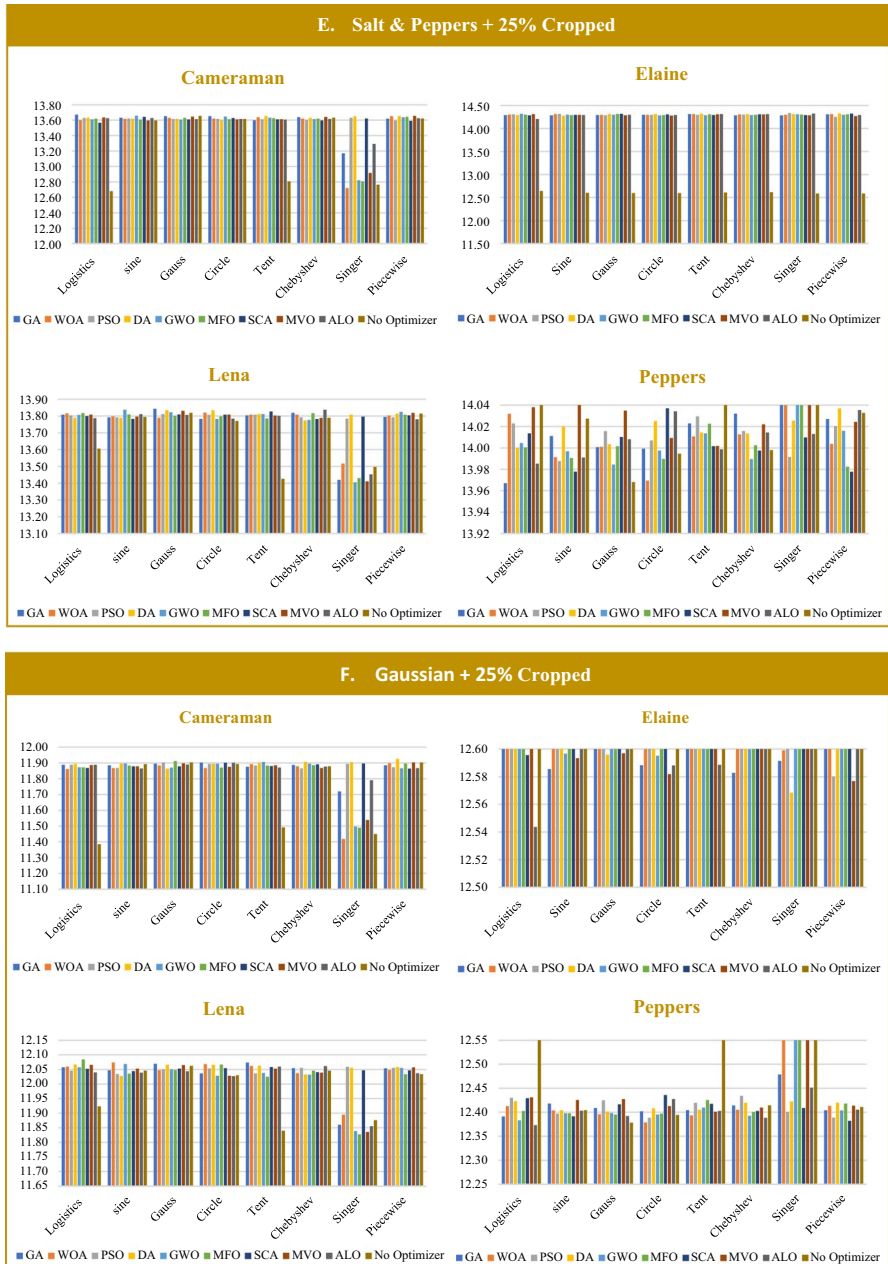 E. Salt & Peppers + 25% Cropped
Cameraman
13.80
13.60
13.40
13.20
13.00
12.80
12.60
12.40
12.20
12.00
Logistics
sine
Gauss
Circle
Tent
Chebyshev
Singer
Piecewise
GA WOA PSO DA GWO MFO SCA MVO ALO No Optimizer
Elaine
14.50
14.00
13.50
13.00
12.50
12.00
11.50
Logistics
Sine
Gauss
Circle
Tent
Chebyshev
Singer
Piecewise
GA WOA PSO DA GWO MFO SCA MVO ALO No Optimizer
Lena
13.90
13.80
13.70
13.60
13.50
13.40
13.30
13.20
13.10
Logistics
sine
Gauss
Circle
Tent
Chebyshev
Singer
Piecewise
GA WOA PSO DA GWO MFO SCA MVO ALO No Optimizer
Peppers
14.04
14.02
14.00
13.98
13.96
13.94
13.92
Logistics
sine
Gauss
Circle
Tent
Chebyshev
Singer
Piecewise
GA WOA PSO DA GWO MFO SCA MVO ALO No Optimizer
F. Gaussian + 25% Cropped
Cameraman
12.00
11.90
11.80
11.70
11.60
11.50
11.40
11.30
11.20
11.10
Logistics
sine
Gauss
Circle
Tent
Chebyshev
Singer
Piecewise
GA WOA PSO DA GWO MFO SCA MVO ALO No Optimizer
Elaine
12.60
12.58
12.56
12.54
12.52
12.50
Logistics
Sine
Gauss
Circle
Tent
Chebyshev
Singer
Piecewise
GA WOA PSO DA GWO MFO SCA MVO ALO No Optimizer
Lena
12.15
12.10
12.05
12.00
11.95
11.90
11.85
11.80
11.75
11.70
11.65
Logistics
sine
Gauss
Circle
Tent
Chebyshev
Singer
Piecewise
GA WOA PSO DA GWO MFO SCA MVO ALO No Optimizer
Peppers
12.55
12.50
12.45
12.40
12.35
12.30
12.25
Logistics
sine
Gauss
Circle
Tent
Chebyshev
Singer
Piecewise
GA WOA PSO DA GWO MFO SCA MVO ALO No Optimizer